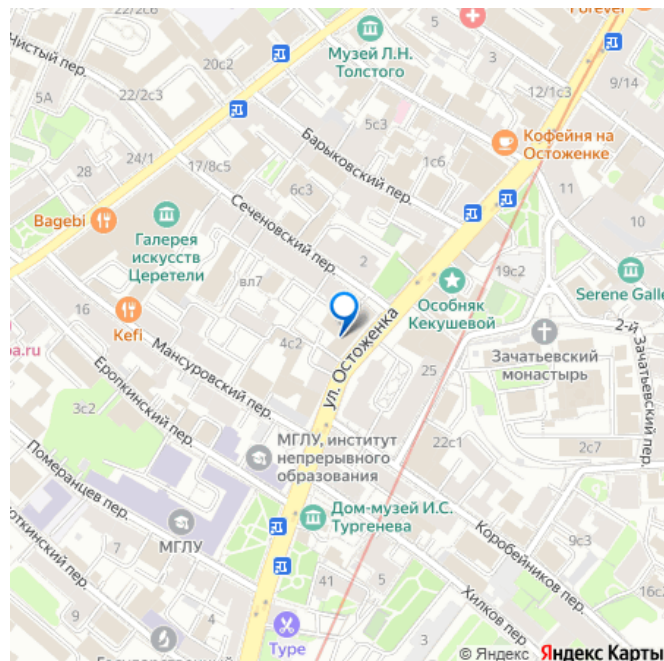 22/2с6
Forever
Чистый пер.
5
Музей Л.Н.
Толстого
3
20с2
9/14
22/2с3
12/1с3
5А
5с3
Кофейня на
Остоженке
Барыковский пер.
24/1
17/8с5
1с6
28
6с3
11
Сеченовский пер.
10
Bagebi
Галерея
искусств
Церетели
2
19с2
вл7
Особняк
Кекушевой
Serene Galle
16
Kefi
2-й
Зачатьевский пер.
Зачатьевский
монастырь
ул. Остоженка
4с2
Мансуровский пер.
25
Еропкинский пер.
3с2
22с1
2с7
МГЛУ, институт
непрерывного
образования
Померанцев пер.
Дом-музей И.С.
Тургенева
МГЛУ
7
Коробейников пер.
9с3
41
5
16с2
4
Хилков пер.
3
Type
© Яндекс Яндекс Карты